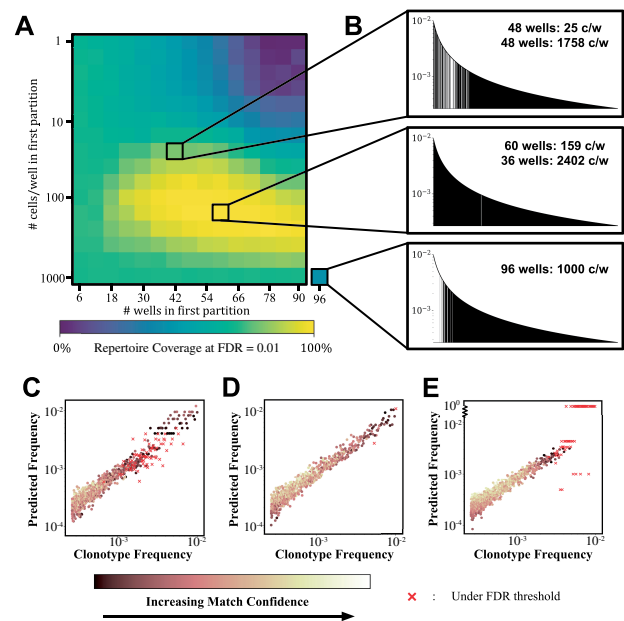 A
B
# cells/well in first partition
1
10
100
1000
6 18 30 42 54 66 78 90 96
# wells in first partition
0% Repertoire Coverage at FDR = 0.01 100%
10-2
10-3
48 wells: 25 c/w
48 wells: 1758 c/w
10-2
10-3
60 wells: 159 c/w
36 wells: 2402 c/w
10-2
10-3
96 wells: 1000 c/w
C
Predicted Frequency
10-2
10-3
10-4
10-3 10-2
Clonotype Frequency
D
Predicted Frequency
10-2
10-3
10-4
10-3 10-2
Clonotype Frequency
E
Predicted Frequency
100
10-2
10-3
10-4
10-3 10-2
Clonotype Frequency
Increasing Match Confidence
× : Under FDR threshold